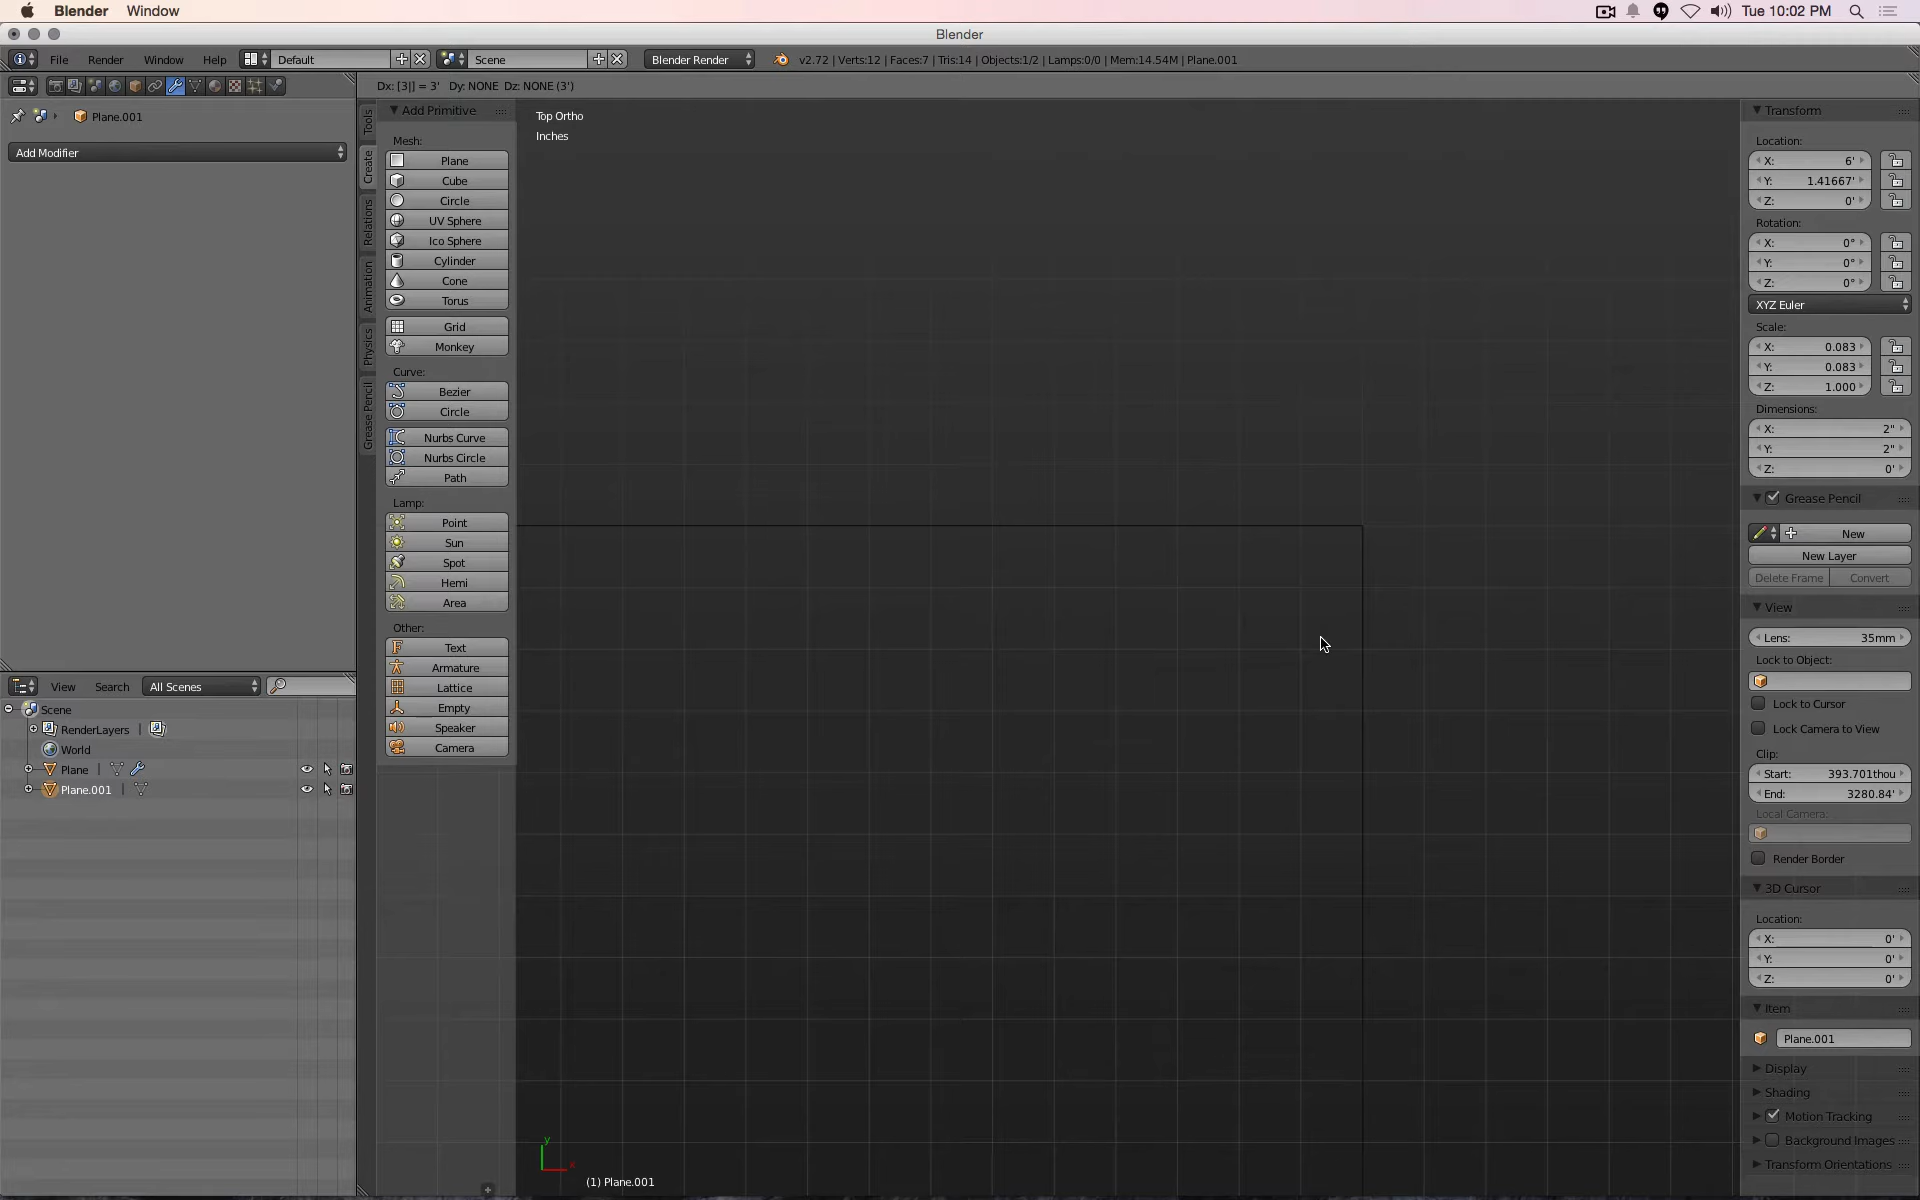 Blender Window
Tue 10:02 PM
Blender
File Render Window Help Default Scene Blender Render v2.72 | Verts:12 | Faces:7 | Tris:14 | Objects:1/2 | Lamps:0/0 | Mem:14.54M | Plane.001
Dx: [3|] = 3' Dy: NONE Dz: NONE (3')
Plane.001
Add Modifier
View Search All Scenes
Scene
RenderLayers |
World
Plane |
Plane.001 |
Tools
Create
Relations
Animation
Physics
Grease Pencil
Add Primitive
Mesh:
Plane
Cube
Circle
UV Sphere
Ico Sphere
Cylinder
Cone
Torus
Grid
Monkey
Curve:
Bezier
Circle
Nurbs Curve
Nurbs Circle
Path
Lamp:
Point
Sun
Spot
Hemi
Area
Other:
Text
Armature
Lattice
Empty
Speaker
Camera
Top Ortho
Inches
y
x
(1) Plane.001
Transform
Location:
X: 6'
Y: 1.41667'
Z: 0'
Rotation:
X: 0°
Y: 0°
Z: 0°
XYZ Euler
Scale:
X: 0.083
Y: 0.083
Z: 1.000
Dimensions:
X: 2"
Y: 2"
Z: 0'
Grease Pencil
New
New Layer
Delete Frame Convert
View
Lens: 35mm
Lock to Object:
Lock to Cursor
Lock Camera to View
Clip:
Start: 393.701thou
End: 3280.84'
Local Camera:
Render Border
3D Cursor
Location:
X: 0'
Y: 0'
Z: 0'
Item
Plane.001
Display
Shading
Motion Tracking
Background Images
Transform Orientations